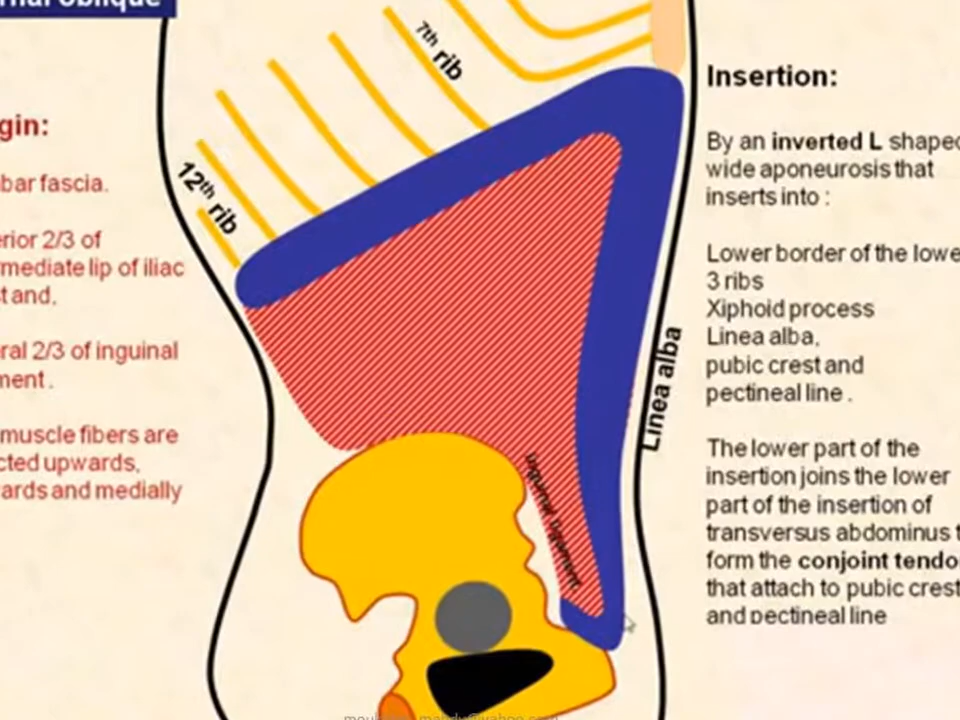 rnal oblique
gin:
bar fascia.
erior 2/3 of
rmediate lip of iliac
st and,
ral 2/3 of inguinal
ment.
muscle fibers are
cted upwards,
ards and medially
7th rib
12th rib
Linea alba
Inguinal ligament
Insertion:
By an inverted L shaped
wide aponeurosis that
inserts into :
Lower border of the lowe
3 ribs
Xiphoid process
Linea alba,
pubic crest and
pectineal line .
The lower part of the
insertion joins the lower
part of the insertion of
transversus abdominus t
form the conjoint tendo
that attach to pubic crest
and pectineal line